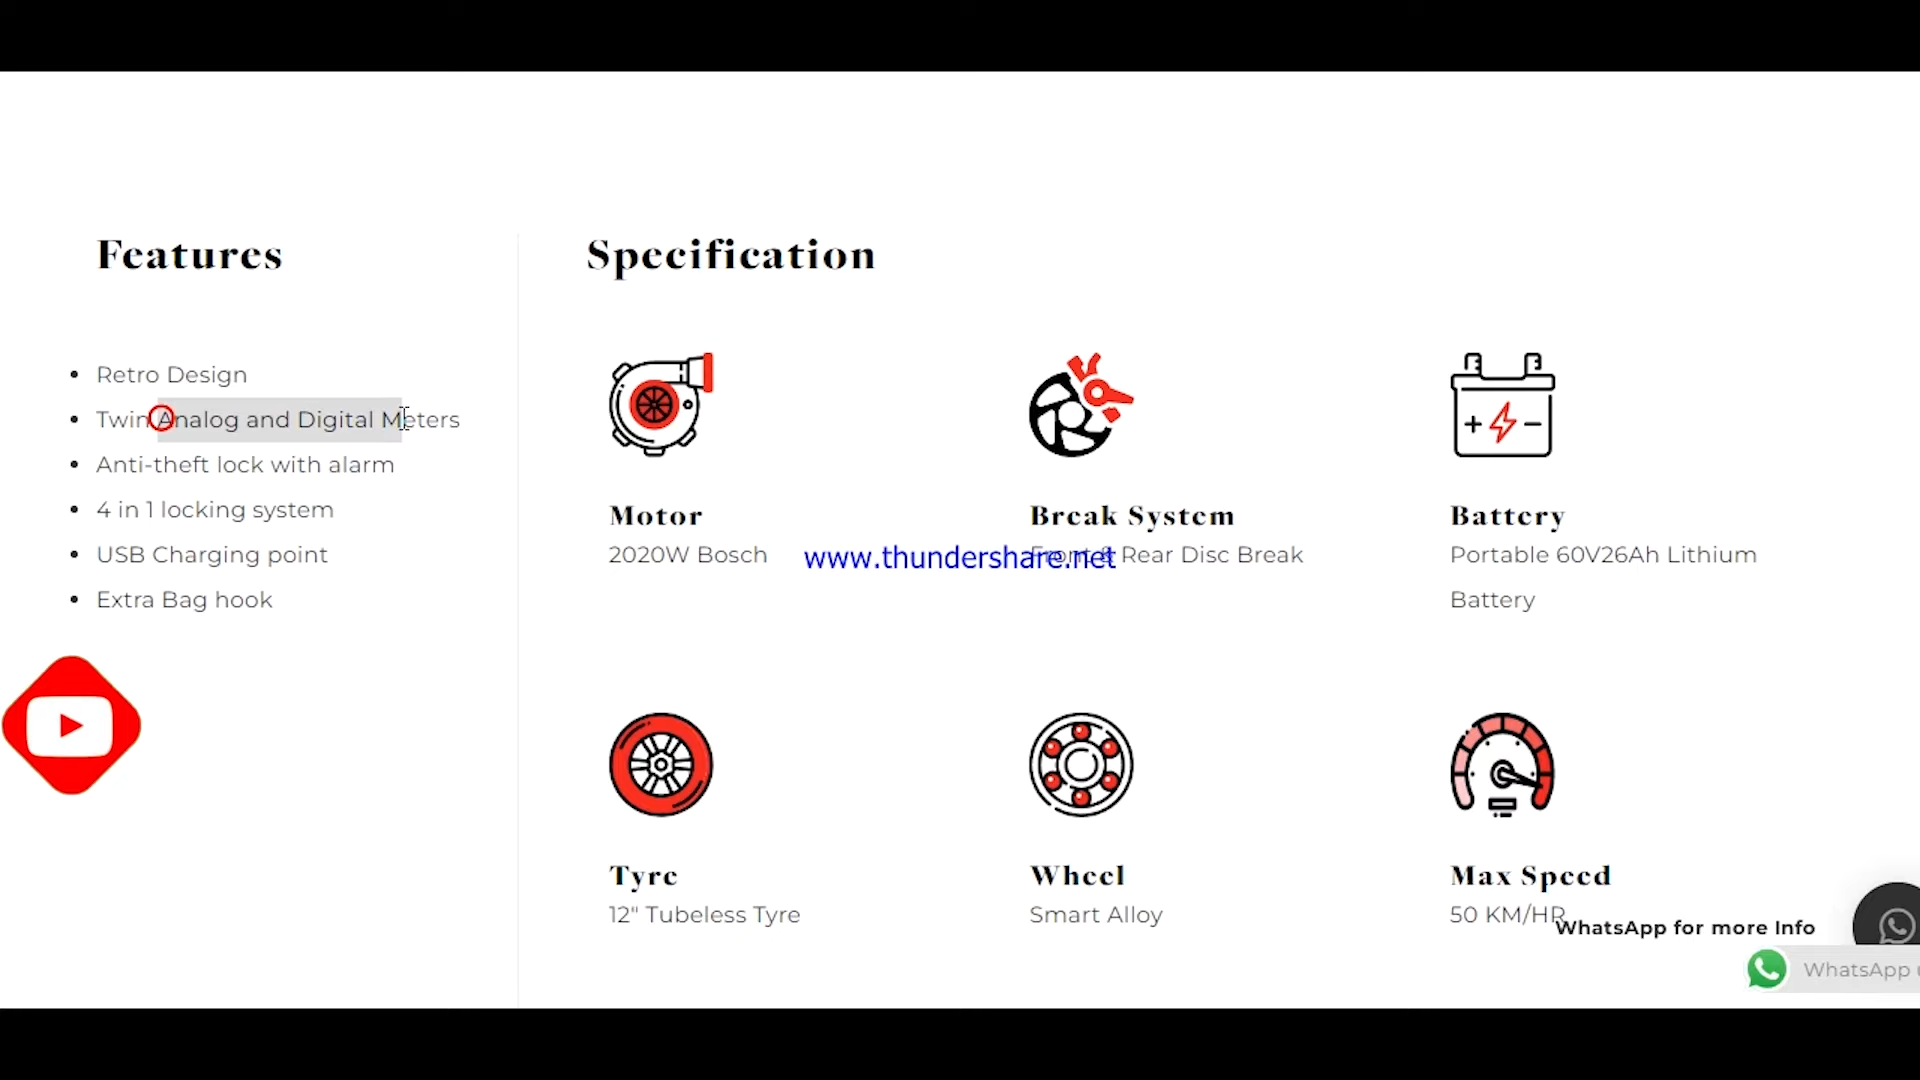 Features
Retro Design
Twin Analog and Digital Meters
Anti-theft lock with alarm
4 in 1 locking system
USB Charging point
Extra Bag hook
Specification
Motor
2020W Bosch
Break System
Front & Rear Disc Break
Battery
Portable 60V26Ah Lithium
Battery
www.thundershare.net
Tyre
12" Tubeless Tyre
Wheel
Smart Alloy
Max Speed
50 KM/HR
WhatsApp for more Info
WhatsApp